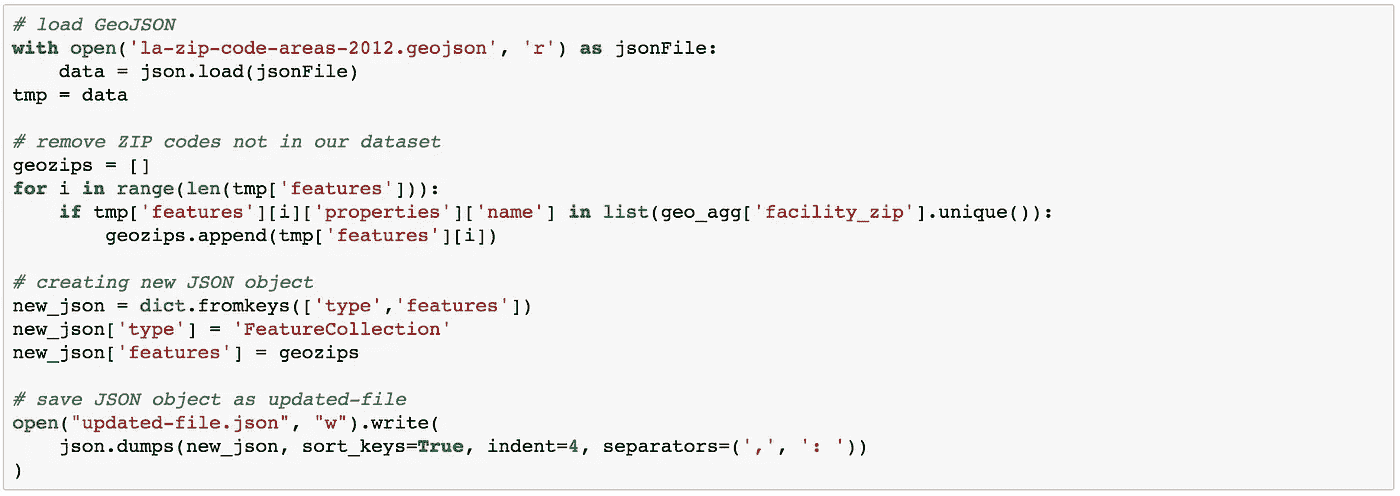 # load GeoJSON
with open('la-zip-code-areas-2012.geojson', 'r') as jsonFile:
    data = json.load(jsonFile)
tmp = data

# remove ZIP codes not in our dataset
geozips = []
for i in range(len(tmp['features'])):
    if tmp['features'][i]['properties']['name'] in list(geo_agg['facility_zip'].unique()):
        geozips.append(tmp['features'][i])

# creating new JSON object
new_json = dict.fromkeys(['type','features'])
new_json['type'] = 'FeatureCollection'
new_json['features'] = geozips

# save JSON object as updated-file
open("updated-file.json", "w").write(
    json.dumps(new_json, sort_keys=True, indent=4, separators=(',', ': '))
)